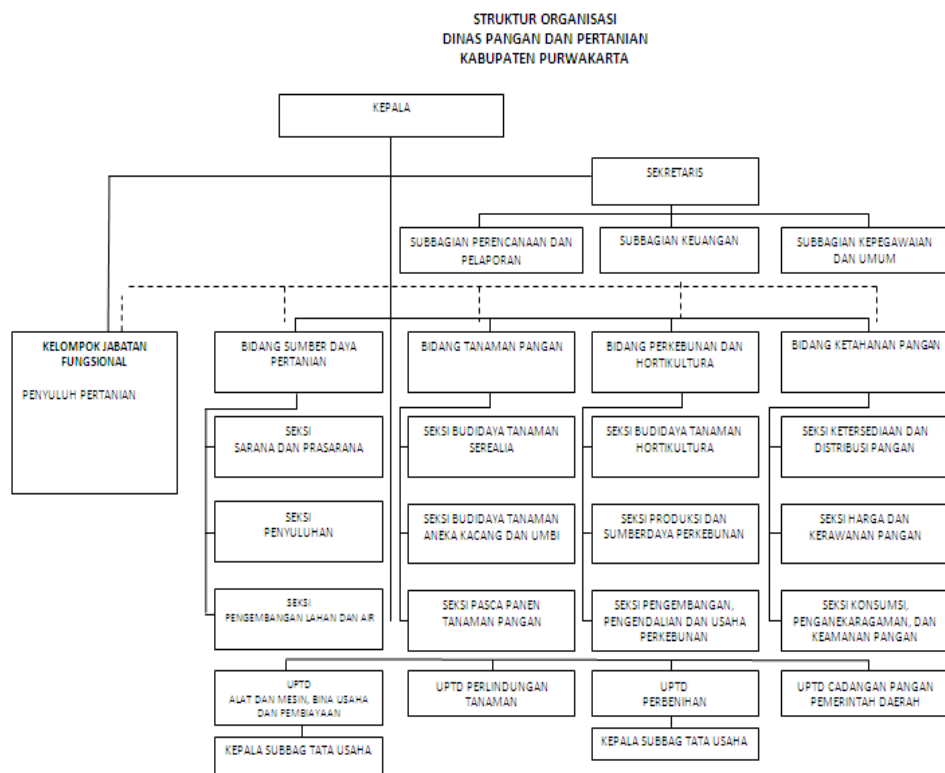 STRUKTUR ORGANISASI
DINAS PANGAN DAN PERTANIAN
KABUPATEN PURWAKARTA
KEPALA
SEKRETARIS
SUBBAGIAN PERENCANAAN DAN
PELAPORAN
SUBBAGIAN KEUANGAN
SUBBAGIAN KEPEGAWAIAN
DAN UMUM
KELOMPOK JABATAN
FUNGSIONAL
PENYULUH PERTANIAN
BIDANG SUMBER DAYA
PERTANIAN
BIDANG TANAMAN PANGAN
BIDANG PERKEBUNAN DAN
HORTIKULTURA
BIDANG KETAHANAN PANGAN
SEKSI
SARANA DAN PRASARANA
SEKSI BUDIDAYA TANAMAN
SEREALIA
SEKSI BUDIDAYA TANAMAN
HORTIKULTURA
SEKSI KETERSEDIAAN DAN
DISTRIBUSI PANGAN
SEKSI
PENYULUHAN
SEKSI BUDIDAYA TANAMAN
ANEKA KACANG DAN UMBI
SEKSI PRODUKSI DAN
SUMBERDAYA PERKEBUNAN
SEKSI HARGA DAN
KERAWANAN PANGAN
SEKSI
PENGEMBANGAN LAHAN DAN AIR
SEKSI PASCA PANEN
TANAMAN PANGAN
SEKSI PENGEMBANGAN,
PENGENDALIAN DAN USAHA
PERKEBUNAN
SEKSI KONSUMSI,
PENGANEKARAGAMAN, DAN
KEAMANAN PANGAN
UPTD
ALAT DAN MESIN, BINA USAHA
DAN PEMBIAYAAN
UPTD PERLINDUNGAN
TANAMAN
UPTD
PERBENIHAN
UPTD CADANGAN PANGAN
PEMERINTAH DAERAH
KEPALA SUBBAG TATA USAHA
KEPALA SUBBAG TATA USAHA